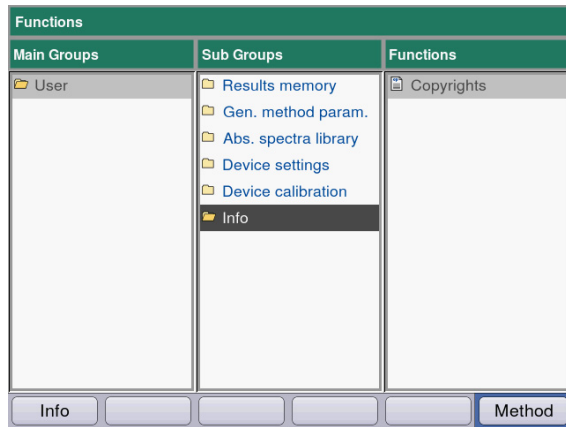 Functions
Main Groups
Sub Groups
Functions
User
Results memory
Gen. method param.
Abs. spectra library
Device settings
Device calibration
Info
Copyrights
Info
Method